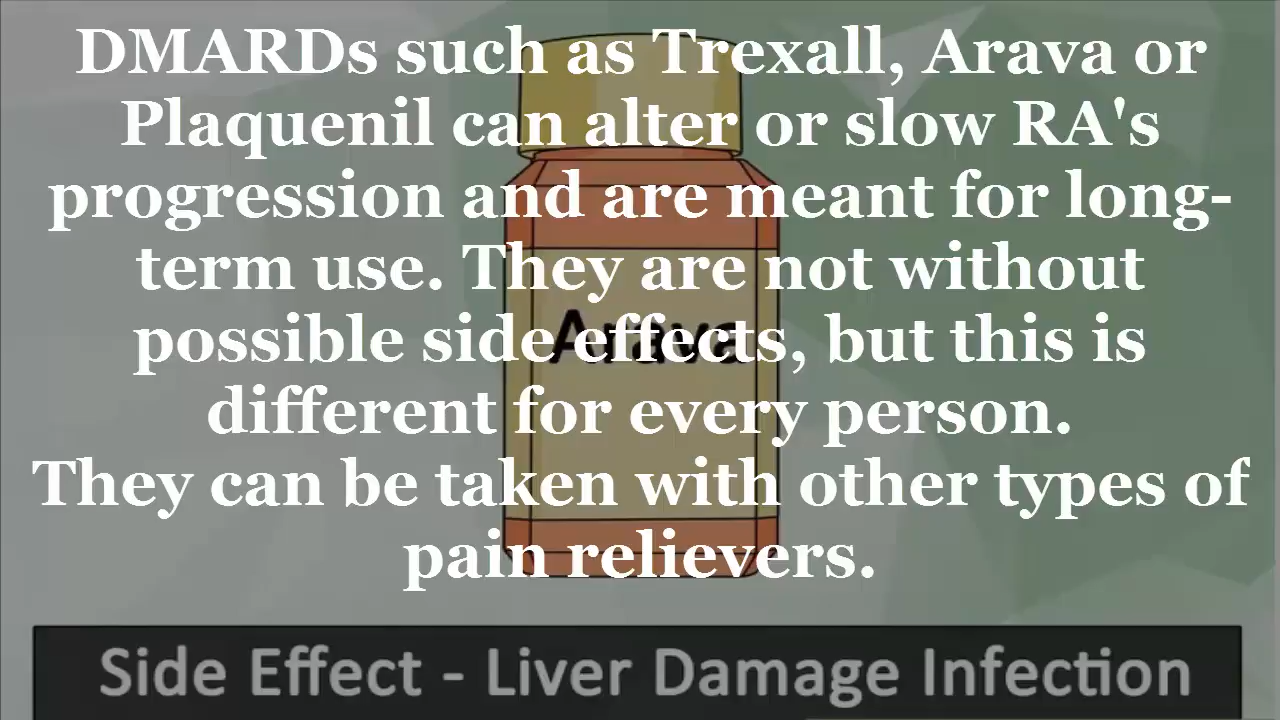 DMARDs such as Trexall, Arava or
Plaquenil can alter or slow RA's
progression and are meant for long-
term use. They are not without
possible side effects, but this is
different for every person.
They can be taken with other types of
pain relievers.
Arava
Side Effect - Liver Damage Infection